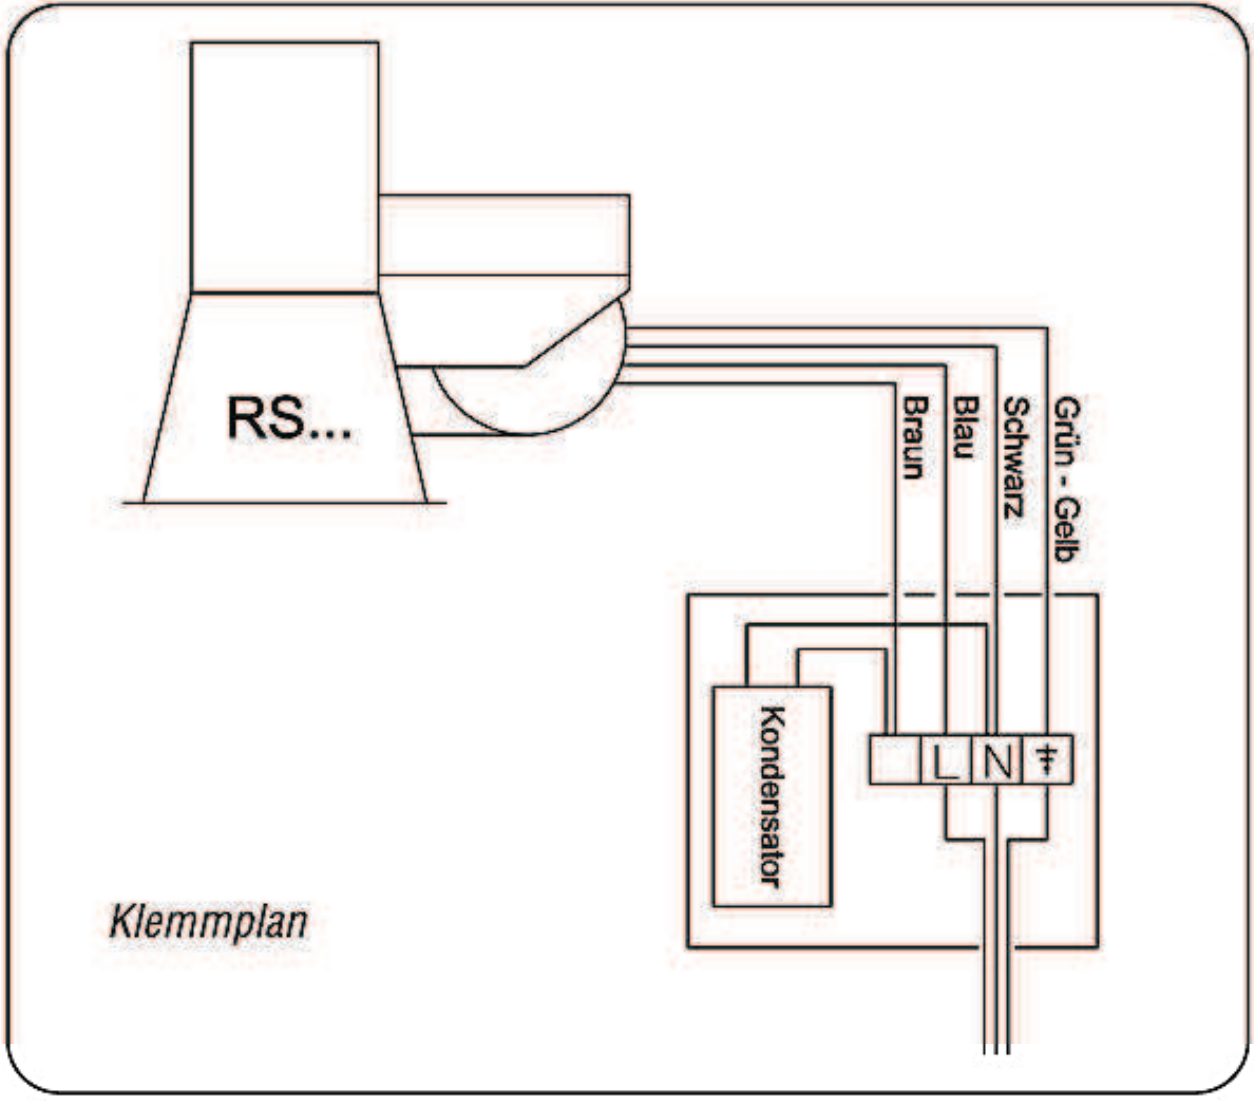 RS...
Braun
Blau
Schwarz
Grün - Gelb
Kondensator
L
N
Klemmplan